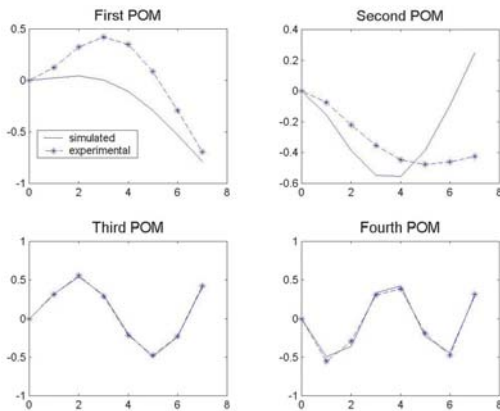 First POM
1
0.5
0
-0.5
-1
simulated
experimental
0 2 4 6 8
Second POM
0.4
0.2
0
-0.2
-0.4
-0.6
0 2 4 6 8
Third POM
1
0.5
0
-0.5
-1
0 2 4 6 8
Fourth POM
1
0.5
0
-0.5
-1
0 2 4 6 8